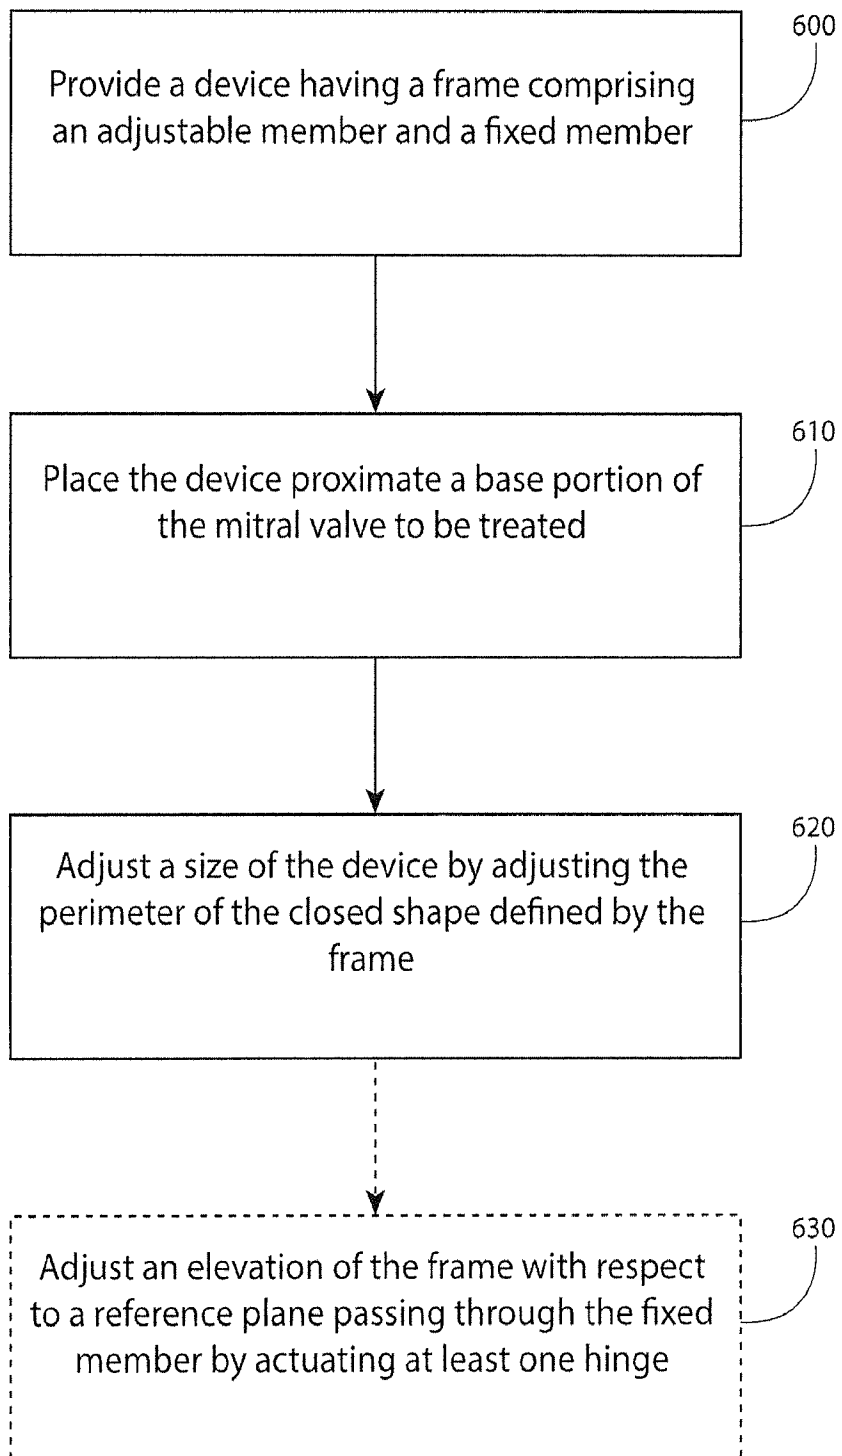 600
Provide a device having a frame comprising
an adjustable member and a fixed member
610
Place the device proximate a base portion of
the mitral valve to be treated
620
Adjust a size of the device by adjusting the
perimeter of the closed shape defined by the
frame
630
Adjust an elevation of the frame with respect
to a reference plane passing through the fixed
member by actuating at least one hinge